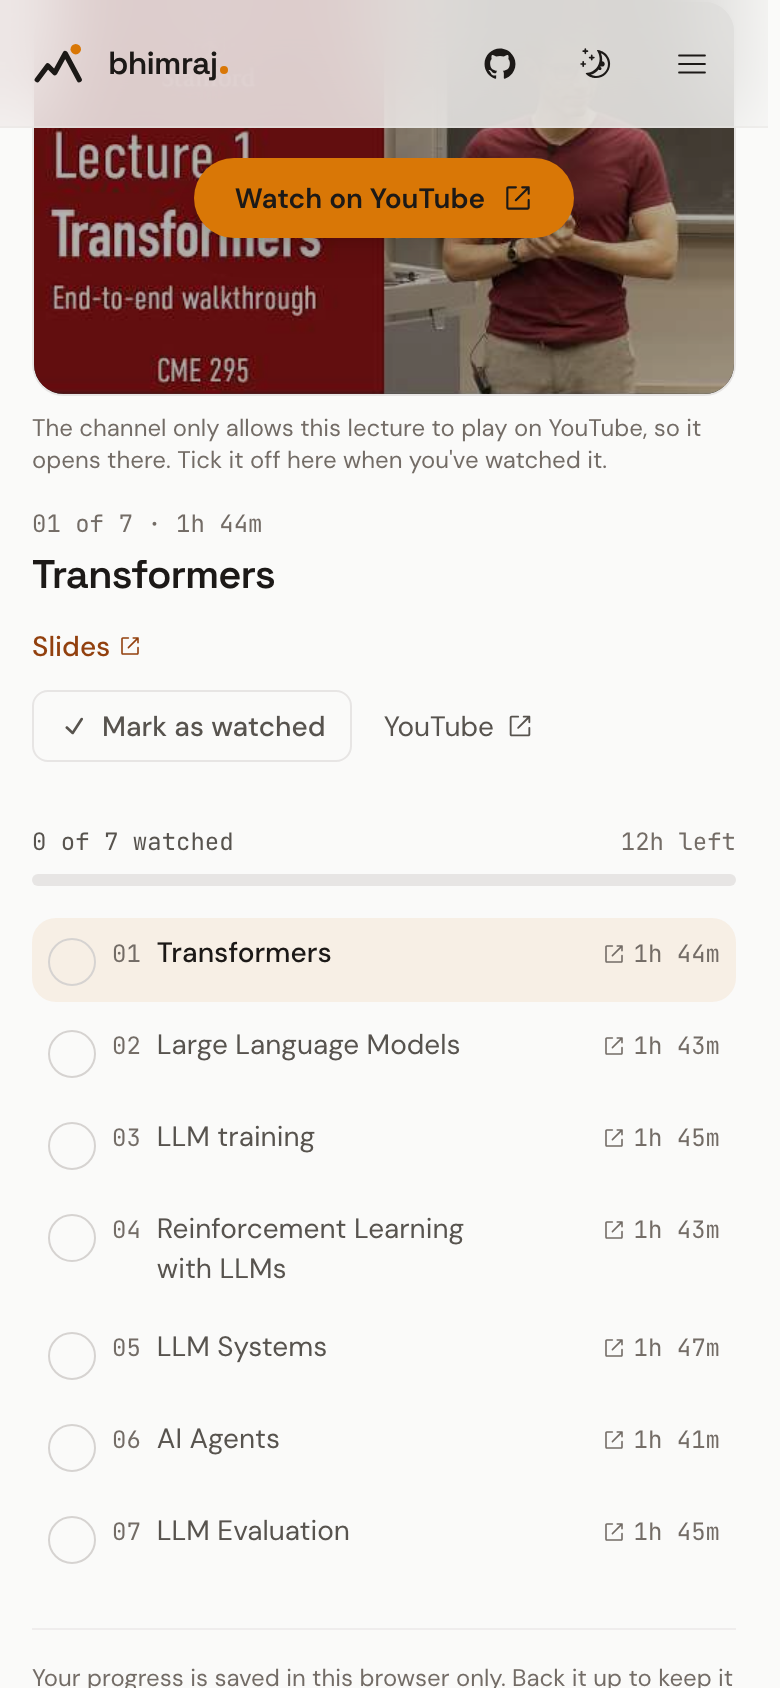 bhimraj.
Lecture 1
Watch on YouTube
Transformers
End-to-end walkthrough
CME 295
The channel only allows this lecture to play on YouTube, so it
opens there. Tick it off here when you've watched it.
01 of 7 · 1h 44m
Transformers
Slides
Mark as watched
YouTube
0 of 7 watched
12h left
01 Transformers 1h 44m
02 Large Language Models 1h 43m
03 LLM training 1h 45m
04 Reinforcement Learning 1h 43m
with LLMs
05 LLM Systems 1h 47m
06 AI Agents 1h 41m
07 LLM Evaluation 1h 45m
Your progress is saved in this browser only. Back it up to keep it